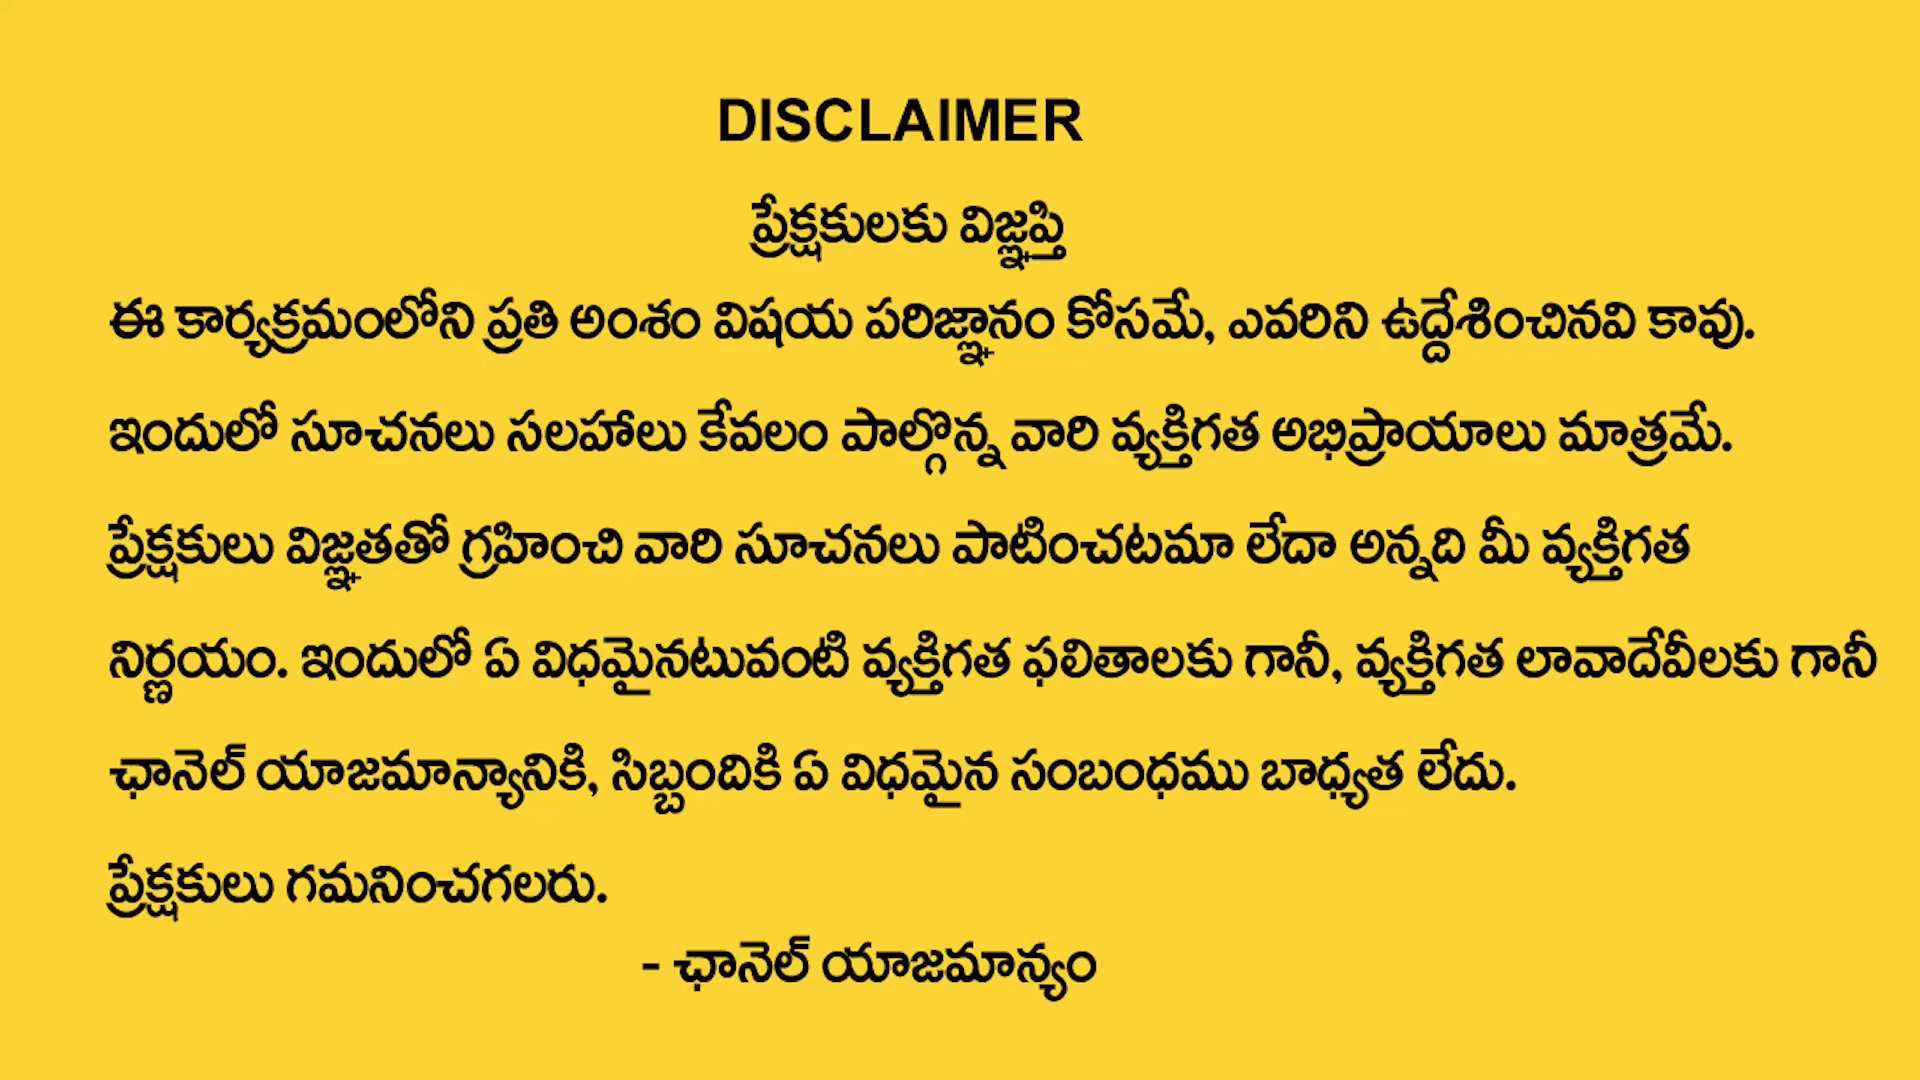 DISCLAIMER
ప్రేక్షకులకు విజ్ఞప్తి
ఈ కార్యక్రమంలోని ప్రతి అంశం విషయ పరిజ్ఞానం కోసమే, ఎవరిని ఉద్దేశించినవి కావు.
ఇందులో సూచనలు సలహాలు కేవలం పాల్గొన్న వారి వ్యక్తిగత అభిప్రాయాలు మాత్రమే.
ప్రేక్షకులు విజ్ఞతతో గ్రహించి వారి సూచనలు పాటించటమా లేదా అన్నది మీ వ్యక్తిగత
నిర్ణయం. ఇందులో ఏ విధమైనటువంటి వ్యక్తిగత ఫలితాలకు గానీ, వ్యక్తిగత లావాదేవీలకు గానీ
ఛానెల్ యాజమాన్యానికి, సిబ్బందికి ఏ విధమైన సంబంధము బాధ్యత లేదు.
ప్రేక్షకులు గమనించగలరు.
- ఛానెల్ యాజమాన్యం